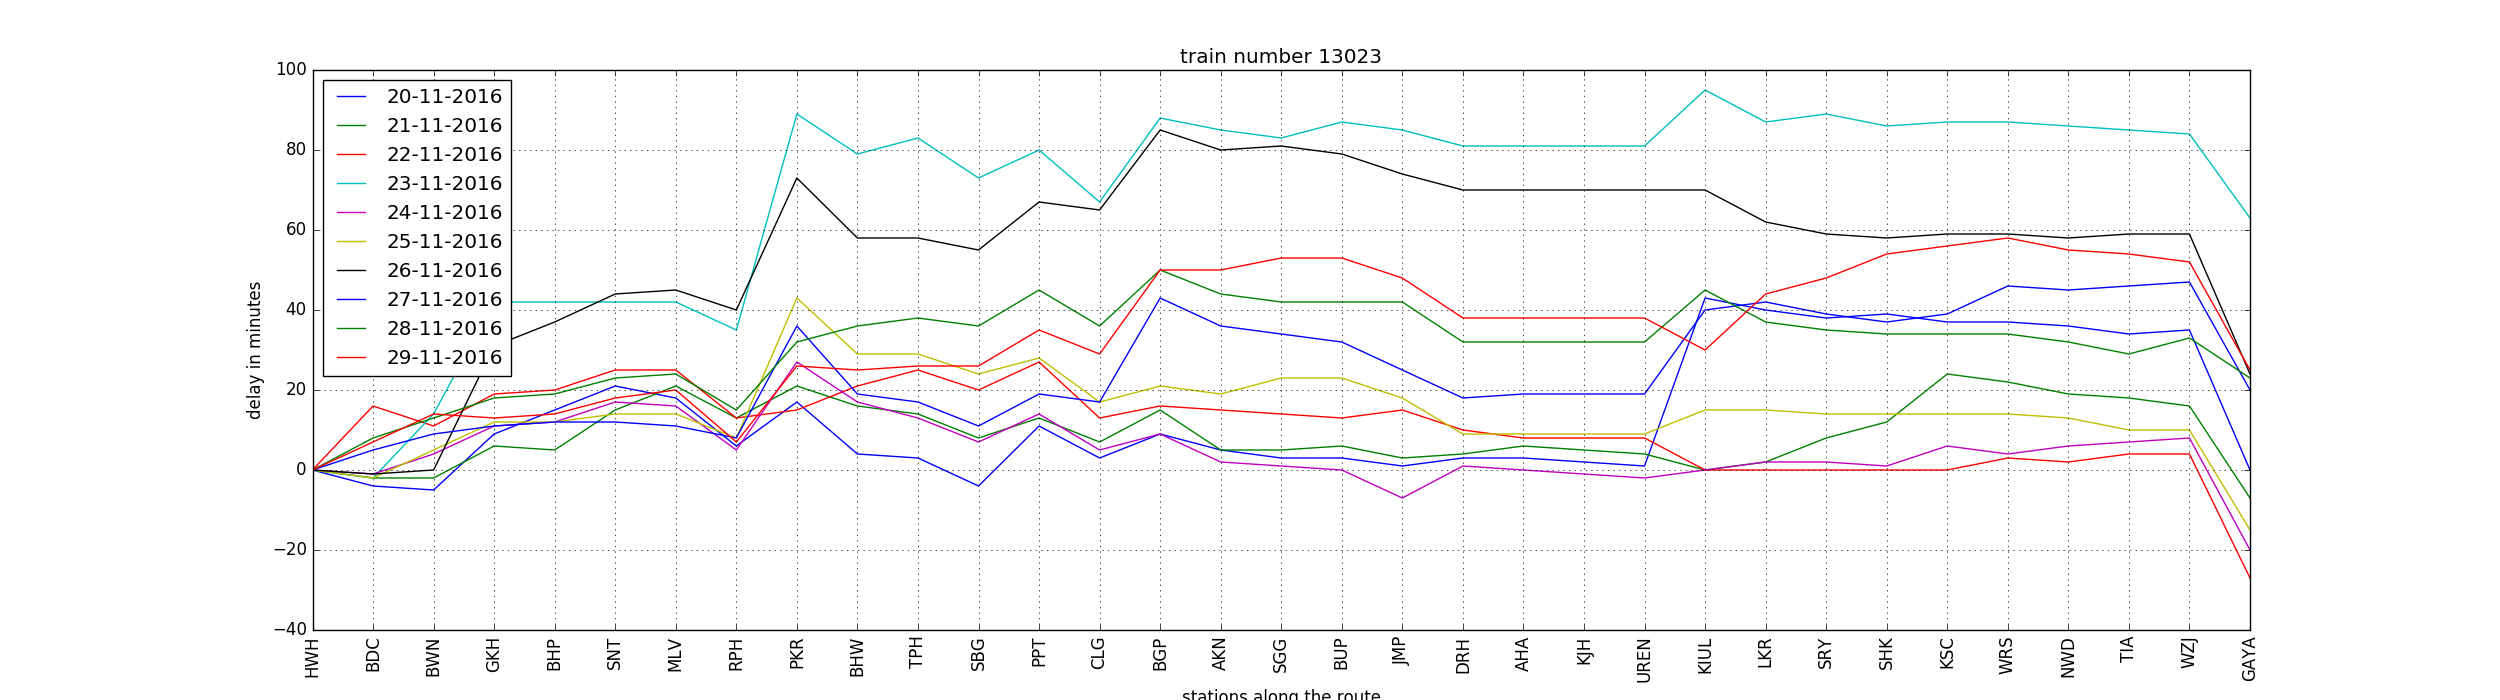 train number 13023
100
80
60
40
20
0
−20
−40
delay in minutes
20-11-2016
21-11-2016
22-11-2016
23-11-2016
24-11-2016
25-11-2016
26-11-2016
27-11-2016
28-11-2016
29-11-2016
HWH
BDC
BWN
GKH
BHP
SNT
MLV
RPH
PKR
BHW
TPH
SBG
PPT
CLG
BGP
AKN
SGG
BUP
JMP
DRH
AHA
KJH
UREN
KIUL
LKR
SRY
SHK
KSC
WRS
NWD
TIA
WZJ
GAYA
stations along the route